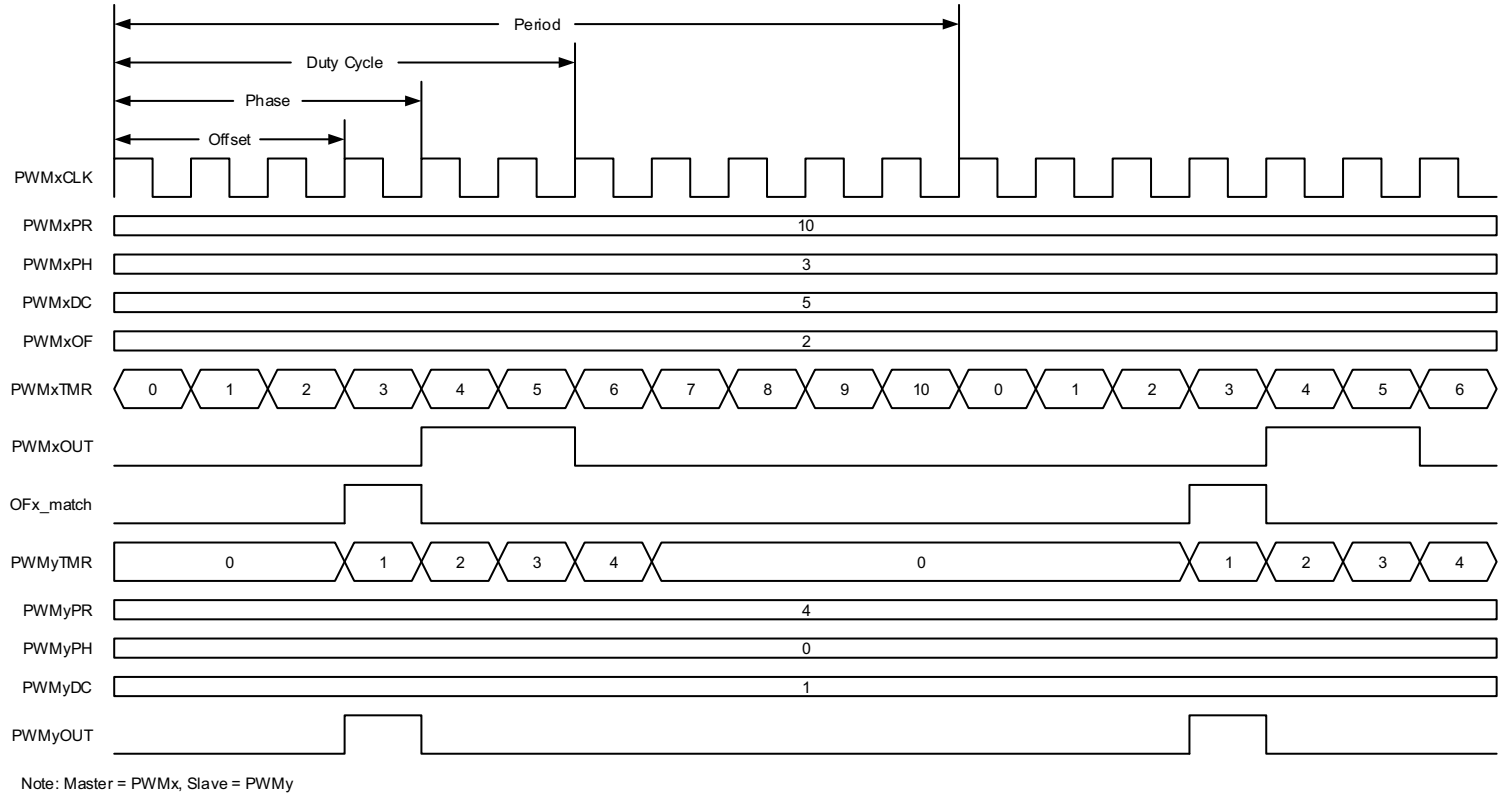 Period
Duty Cycle
Phase
Offset
PWMxCLK
PWMxPR 10
PWMxPH 3
PWMxDC 5
PWMxOF 2
PWMxTMR 0 1 2 3 4 5 6 7 8 9 10 0 1 2 3 4 5 6
PWMxOUT
OFx_match
PWMyTMR 0 1 2 3 4 0 1 2 3 4
PWMyPR 4
PWMyPH 0
PWMyDC 1
PWMyOUT
Note: Master = PWMx, Slave = PWMy